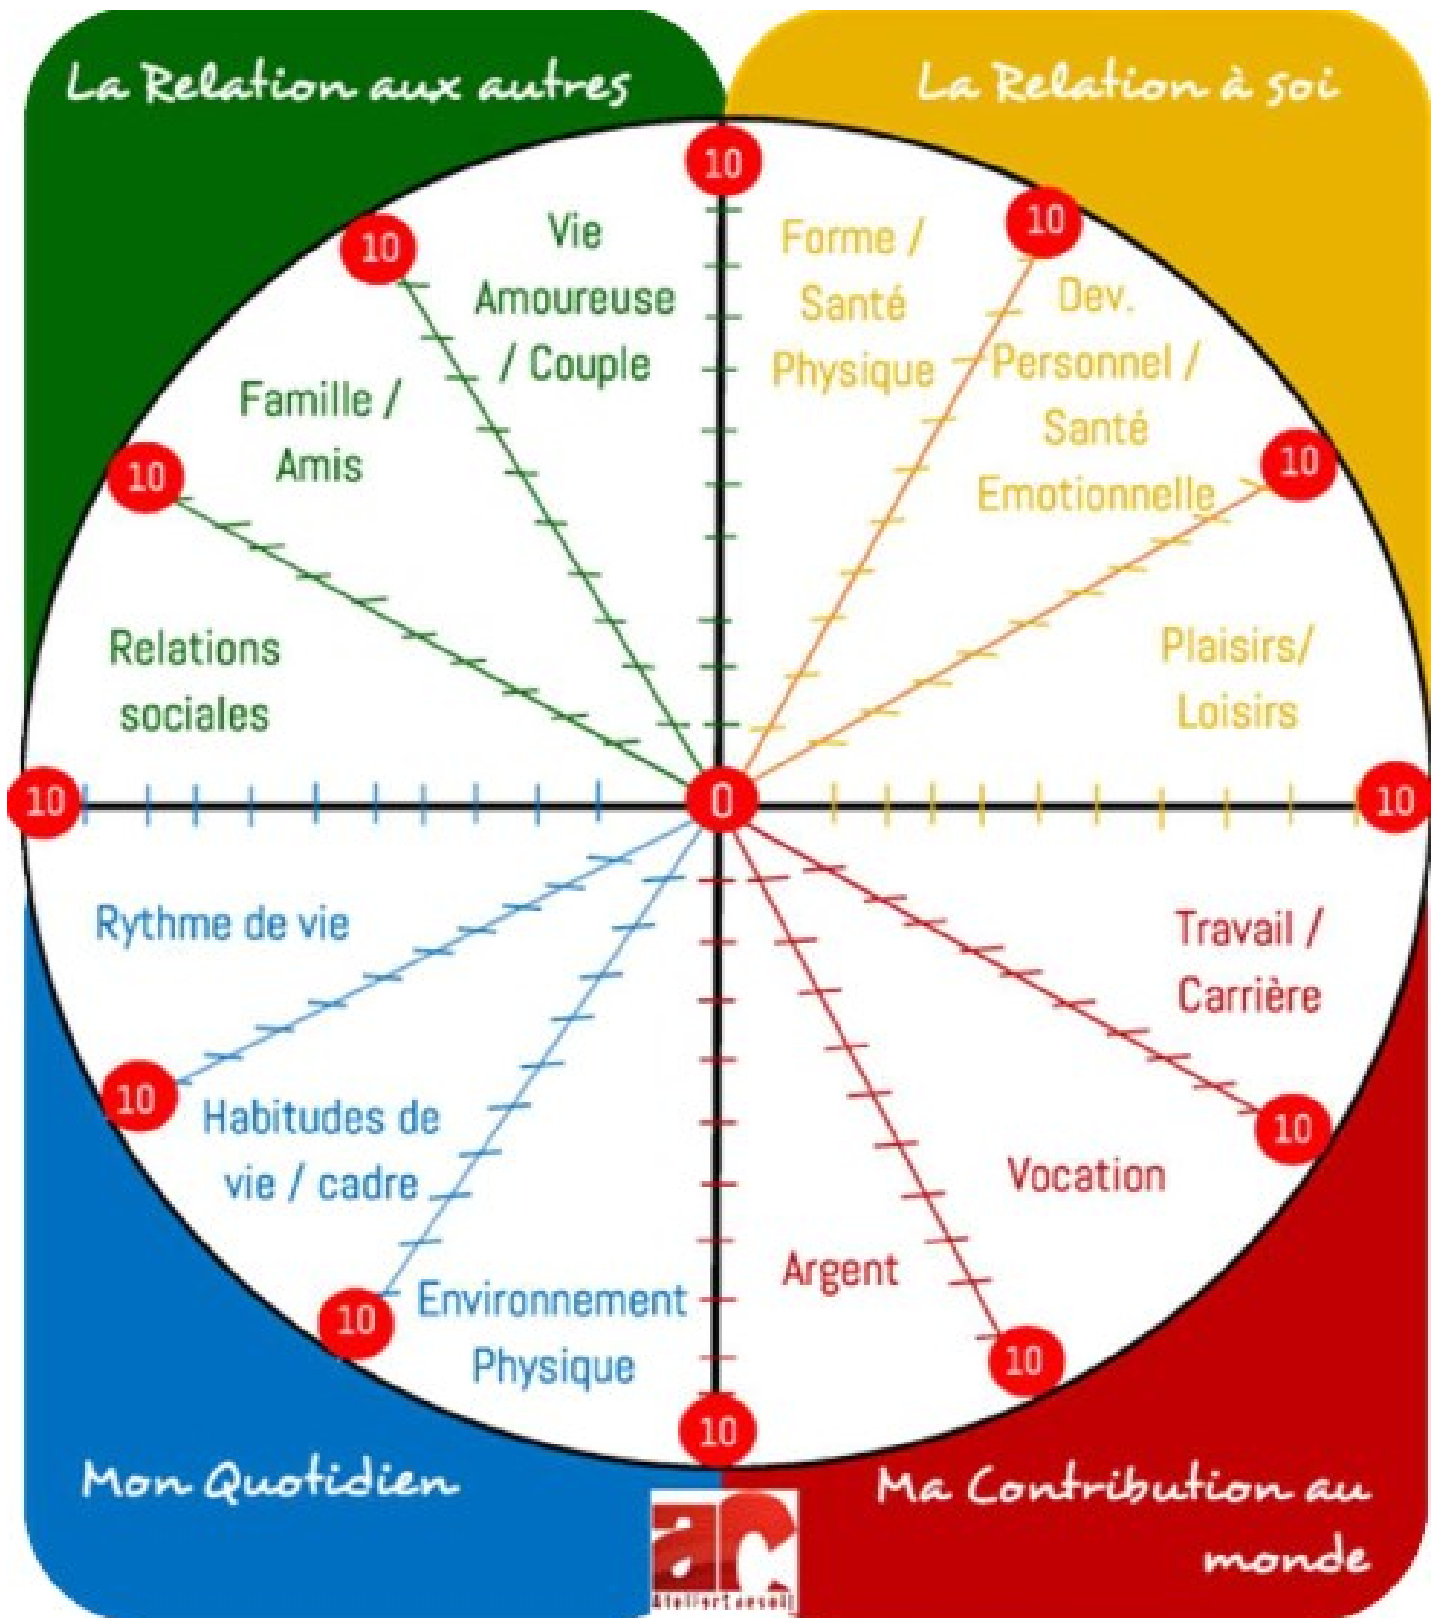 La Relation aux autres
La Relation à soi
10
10
10
Vie
Amoureuse
/ Couple
Forme /
Santé
Physique
Dev.
Personnel /
Santé
Emotionnelle
Famille /
Amis
10
10
Relations
sociales
Plaisirs/
Loisirs
10
0
10
Rythme de vie
Travail /
Carrière
10
Habitudes de
vie / cadre
10
Vocation
Argent
10
Environnement
Physique
10
10
Mon Quotidien
Ma Contribution au
monde
ac
AtelierConseil